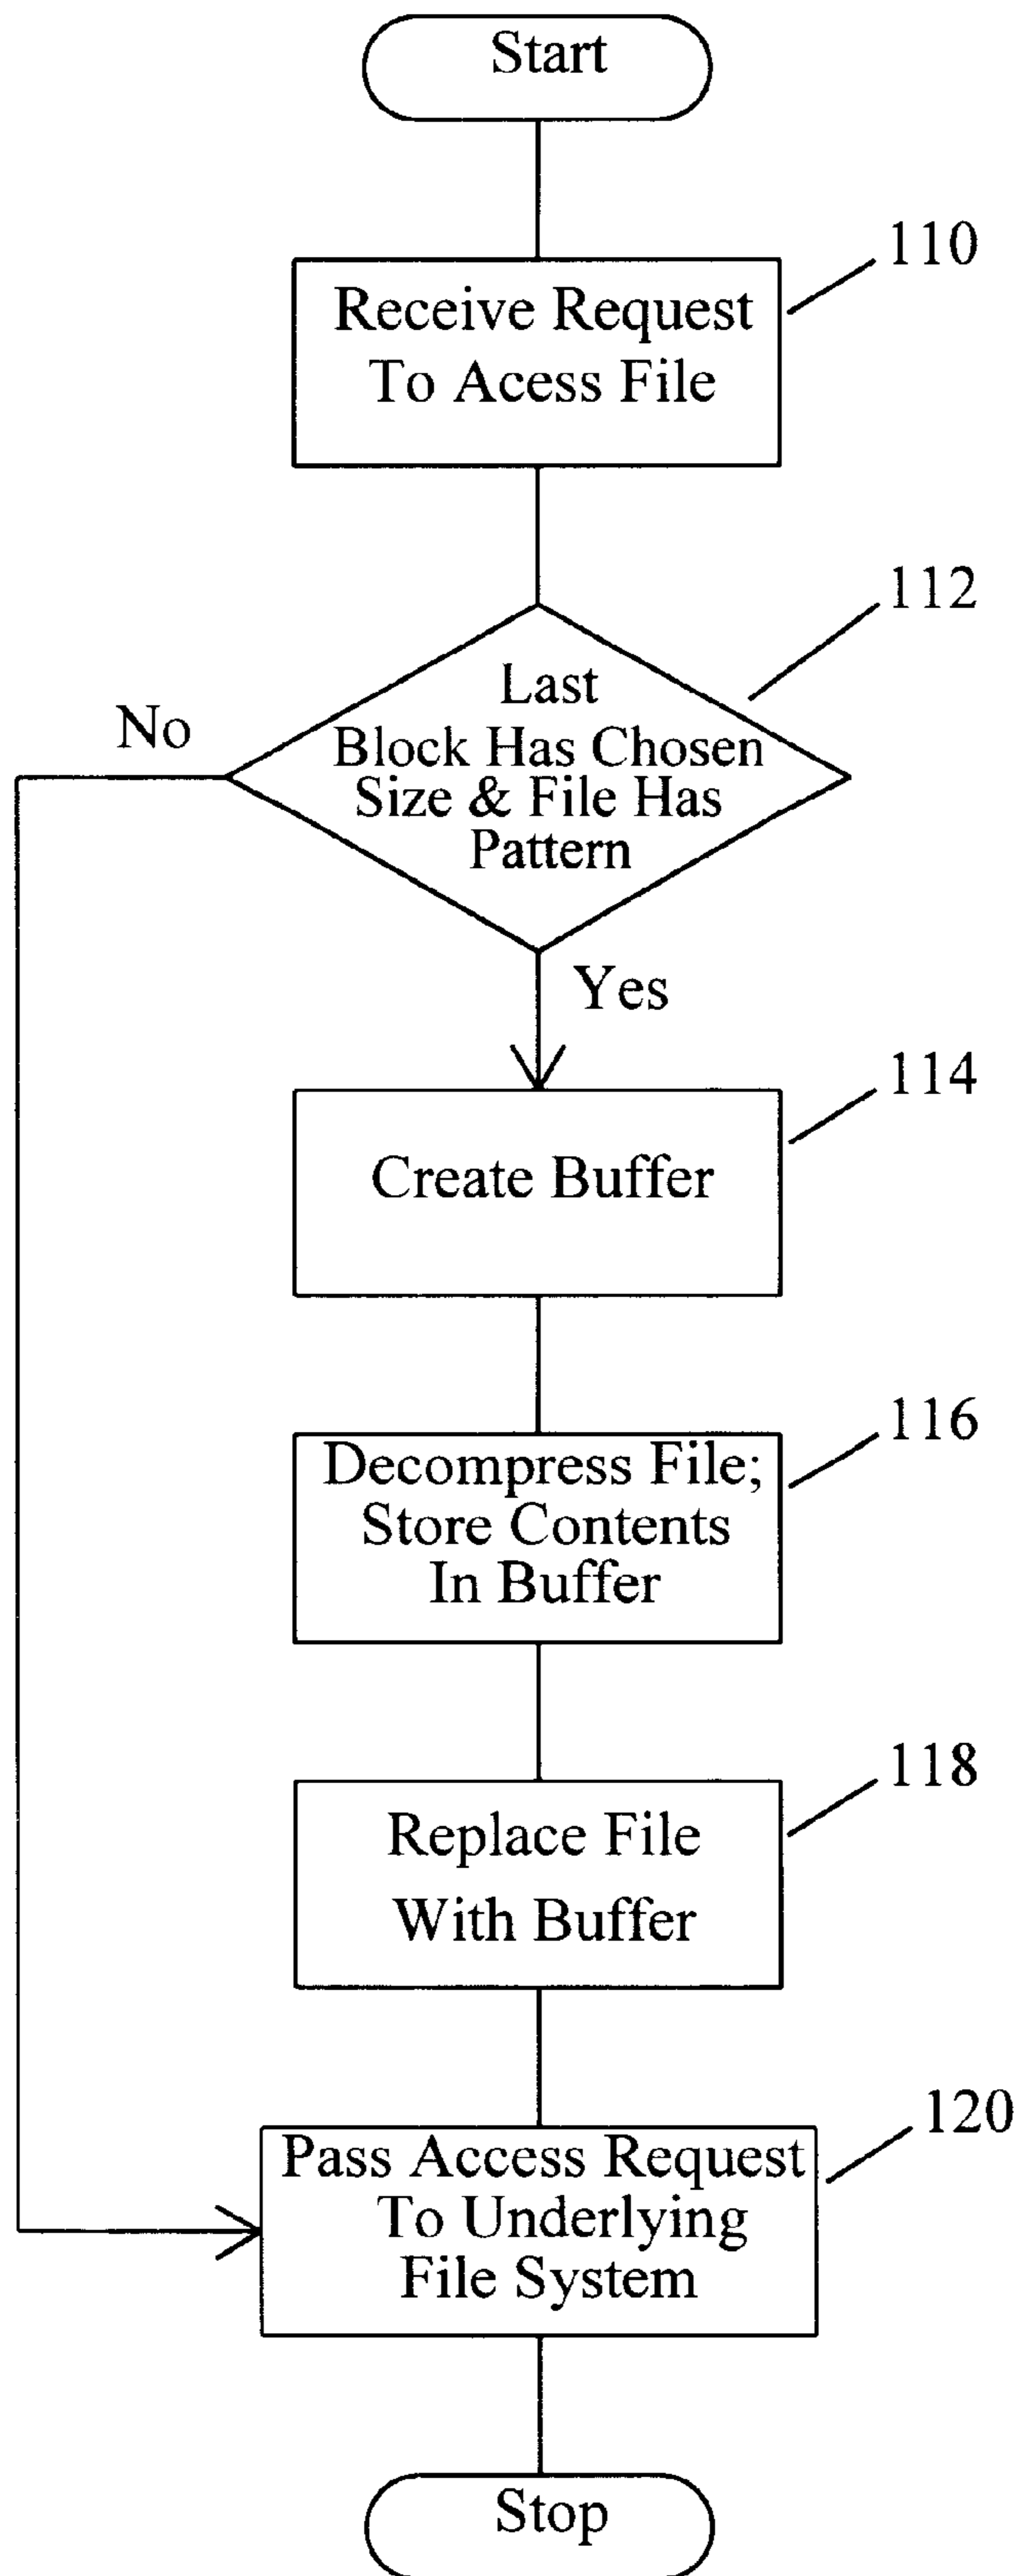 Start
110
Receive Request
To Acess File
112
No
Last
Block Has Chosen
Size & File Has
Pattern
Yes
114
Create Buffer
116
Decompress File;
Store Contents
In Buffer
118
Replace File
With Buffer
120
Pass Access Request
To Underlying
File System
Stop